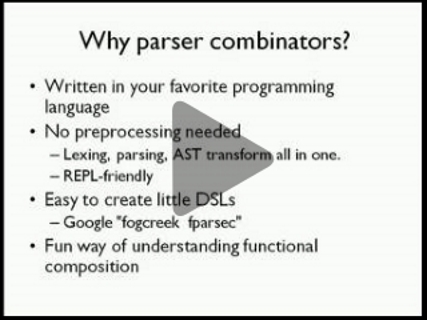 Why parser combinators?
• Written in your favorite programming
language
• No preprocessing needed
– Lexing, parsing, AST transform all in one.
– REPL-friendly
• Easy to create little DSLs
– Google "fogcreek fparsec"
• Fun way of understanding functional
composition